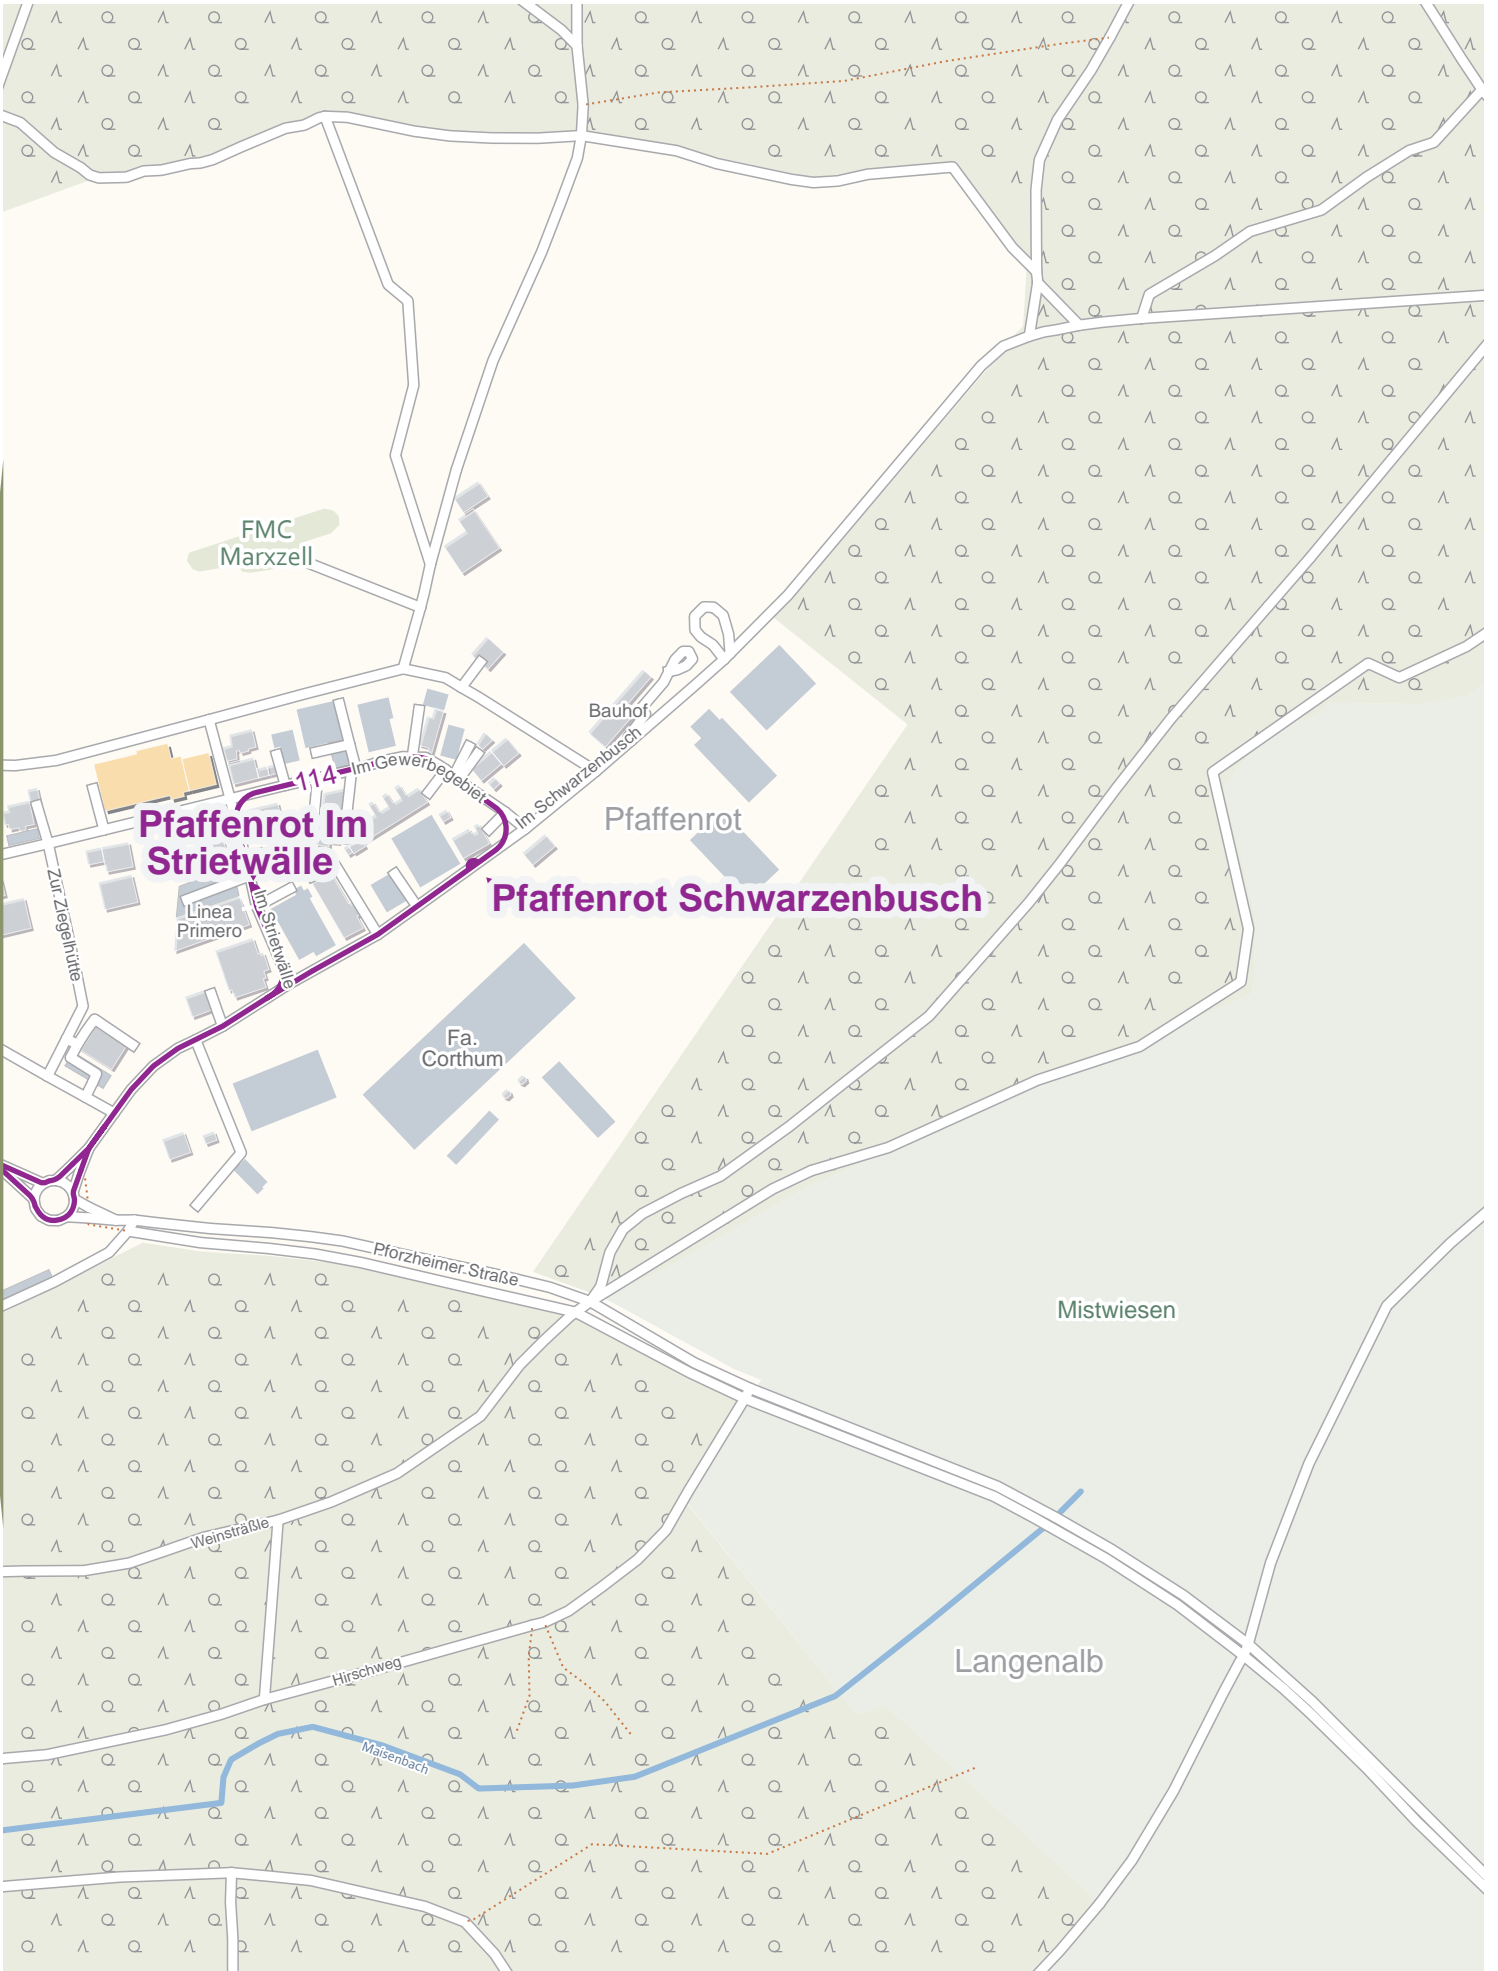 FMC
Marxzell
Bauhof
Im Schwarzenbusch
114
Im Gewerbegebiet
Pfaffenrot
Pfaffenrot Im
Strietwälle
Zur Ziegelhütte
Pfaffenrot Schwarzenbusch
Linea
Primero
Im Strietwälle
Fa.
Corthum
Pforzheimer Straße
Mistwiesen
Weinsträßle
Langenalb
Hirschweg
Maisenbach